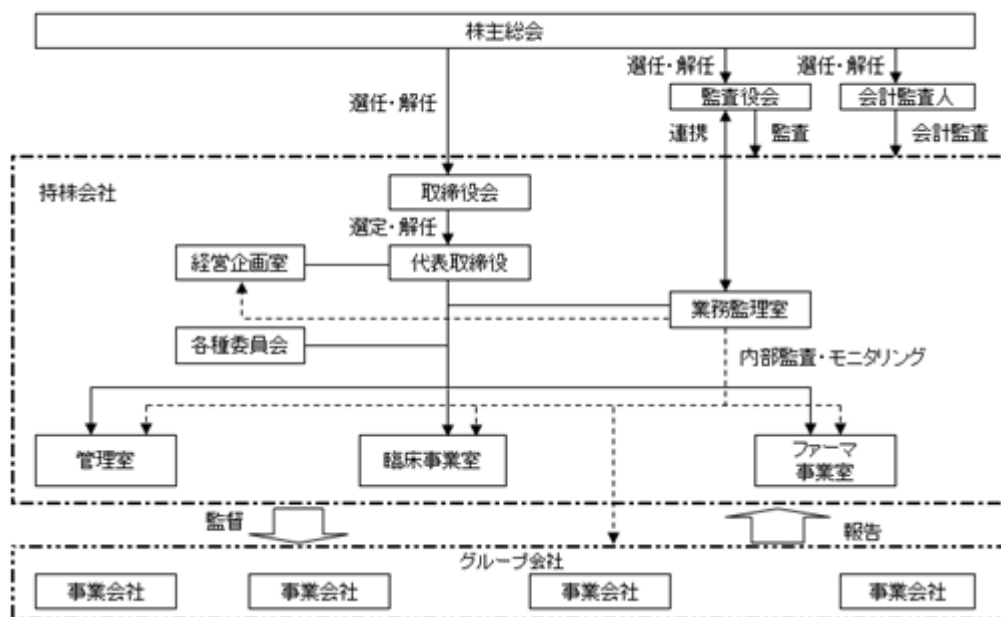 株主総会
選任・解任
選任・解任
選任・解任
監査役会
会計監査人
連携
監査
会計監査
持株会社
取締役会
選定・解任
経営企画室
代表取締役
業務監理室
各種委員会
内部監査・モニタリング
管理室
臨床事業室
ファーマ
事業室
監督
報告
グループ会社
事業会社
事業会社
事業会社
事業会社